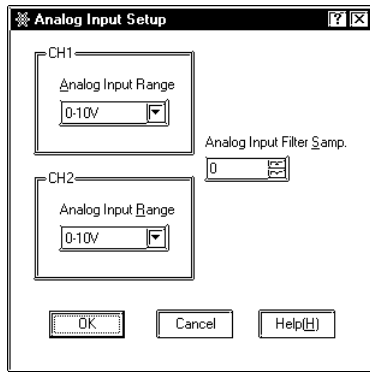 Analog Input Setup
CH1
Analog Input Range
0-10V
Analog Input Filter Samp.
0
CH2
Analog Input Range
0-10V
OK
Cancel
Help(H)